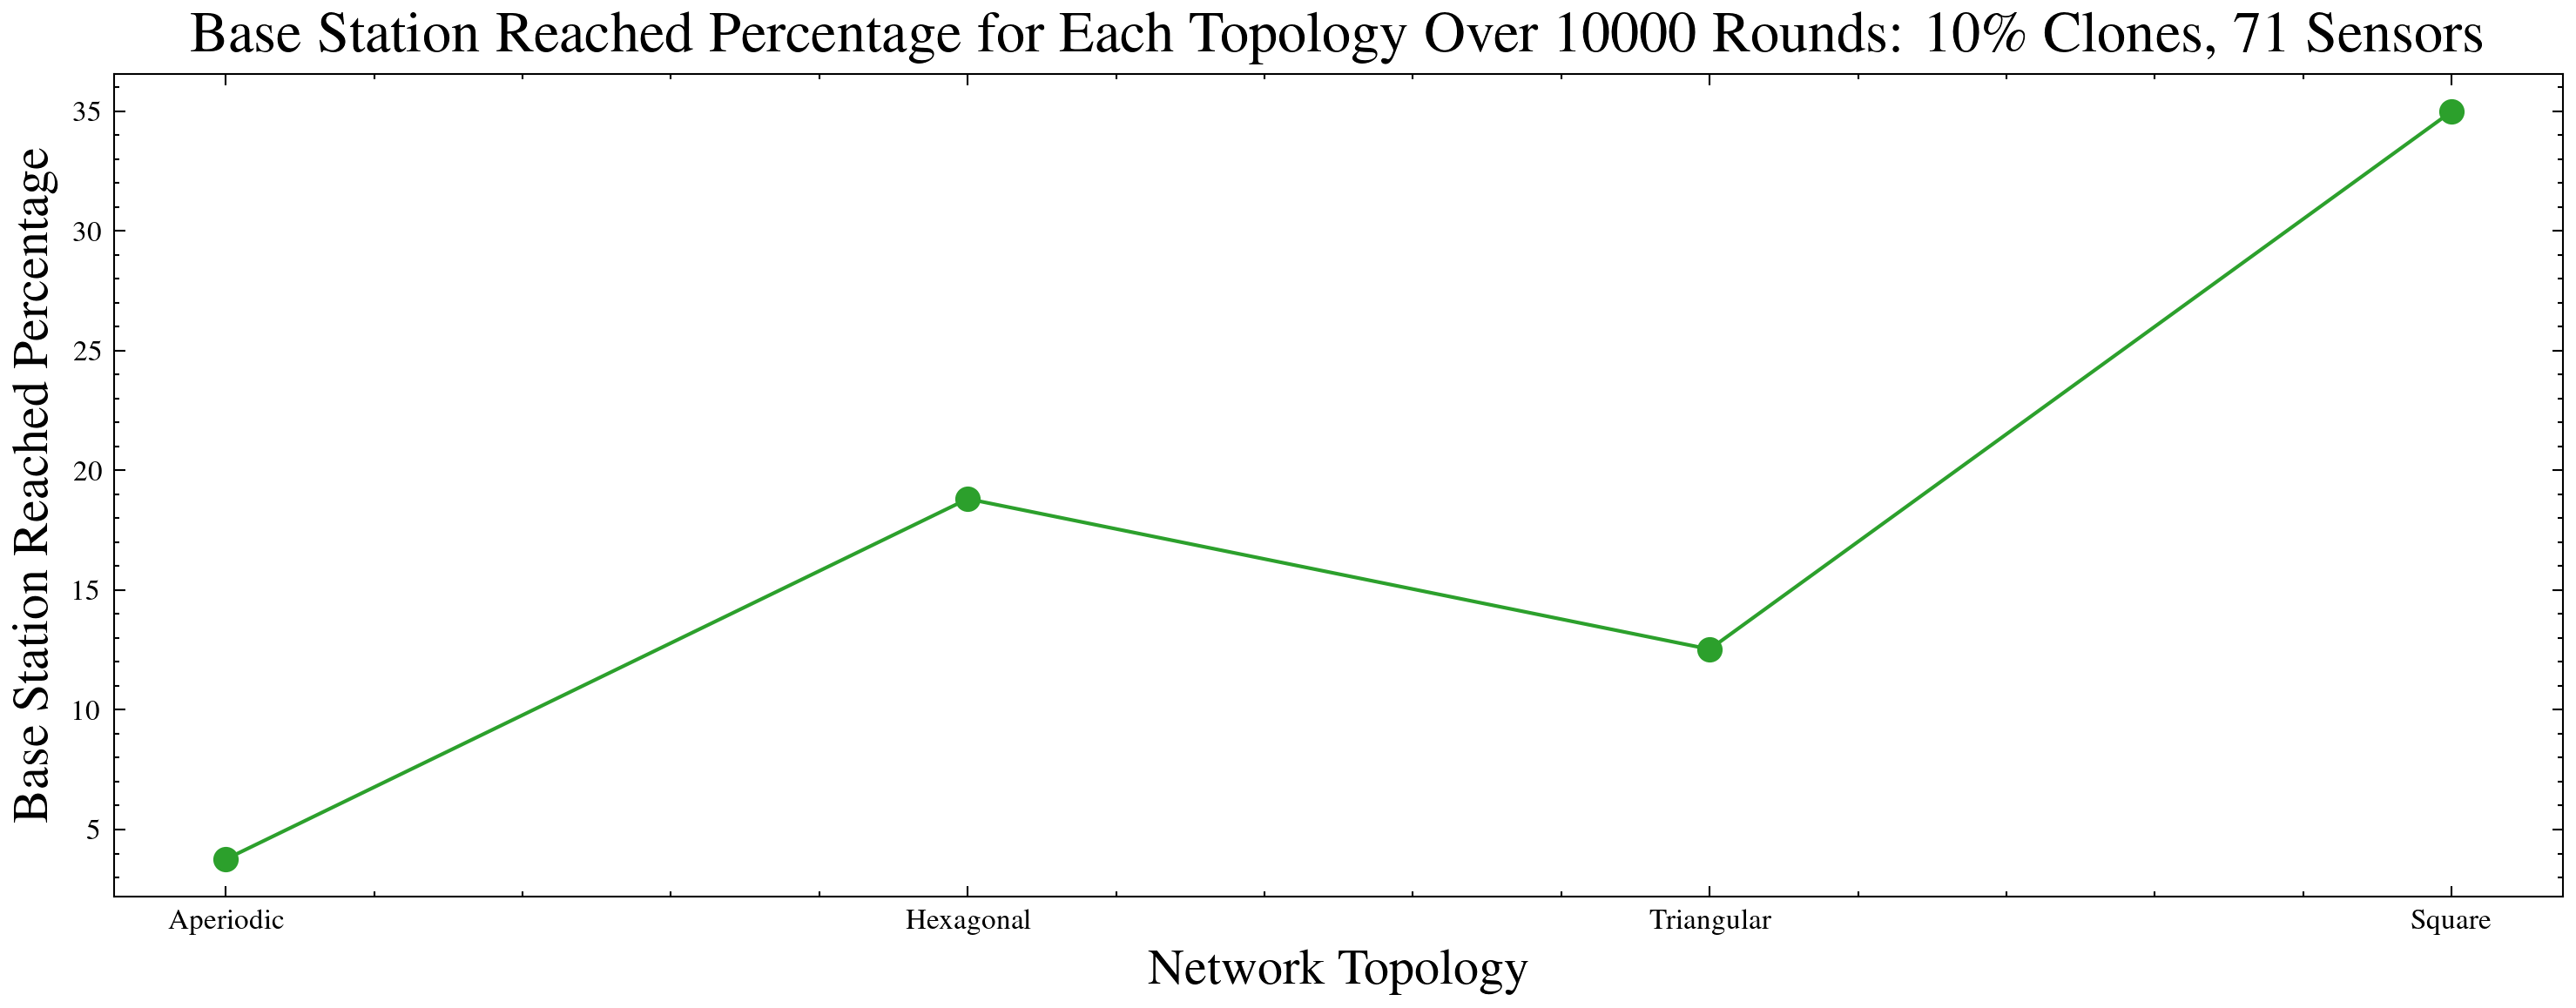 Base Station Reached Percentage for Each Topology Over 10000 Rounds: 10% Clones, 71 Sensors
Base Station Reached Percentage
35
30
25
20
15
10
5
Aperiodic
Hexagonal
Triangular
Square
Network Topology